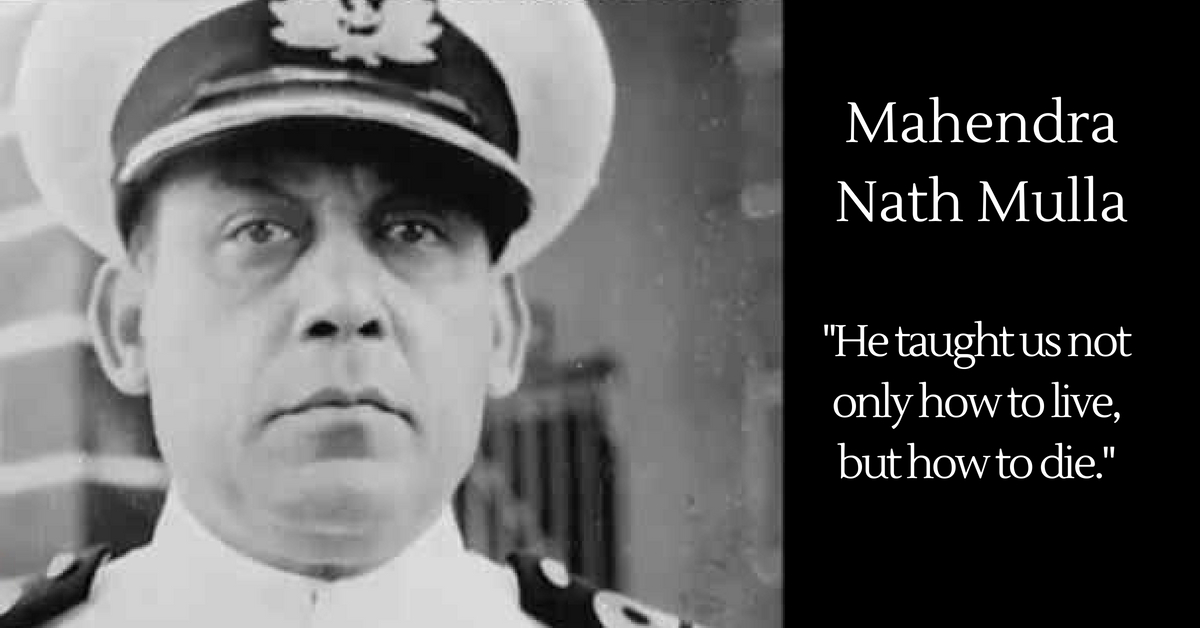 Mahendra
Nath Mulla
"He taught us not
only how to live,
but how to die."